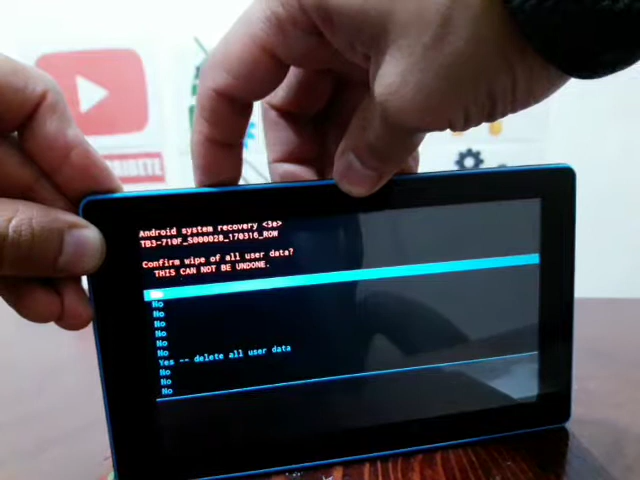 Android system recovery <3e>
TB3-710F_S000028_170316_ROW
Confirm wipe of all user data?
THIS CAN NOT BE UNDONE.
No
No
No
No
No
No
No
Yes -- delete all user data
No
No
No